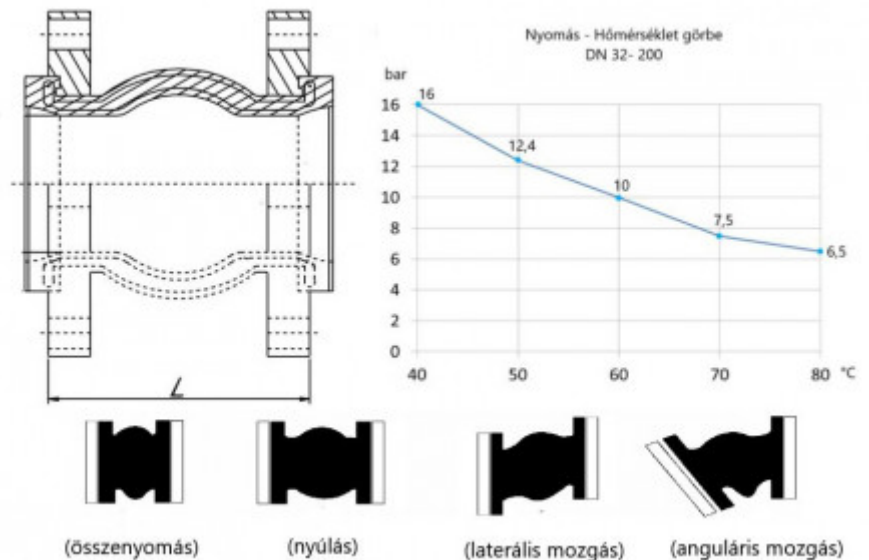 Nyomás - Hőmérséklet görbe
DN 32- 200
bar
16
14
12
10
8
6
4
2
0
16
12,4
10
7,5
6,5
40 50 60 70 80 °C
L
(összenyomás) (nyúlás) (laterális mozgás) (anguláris mozgás)